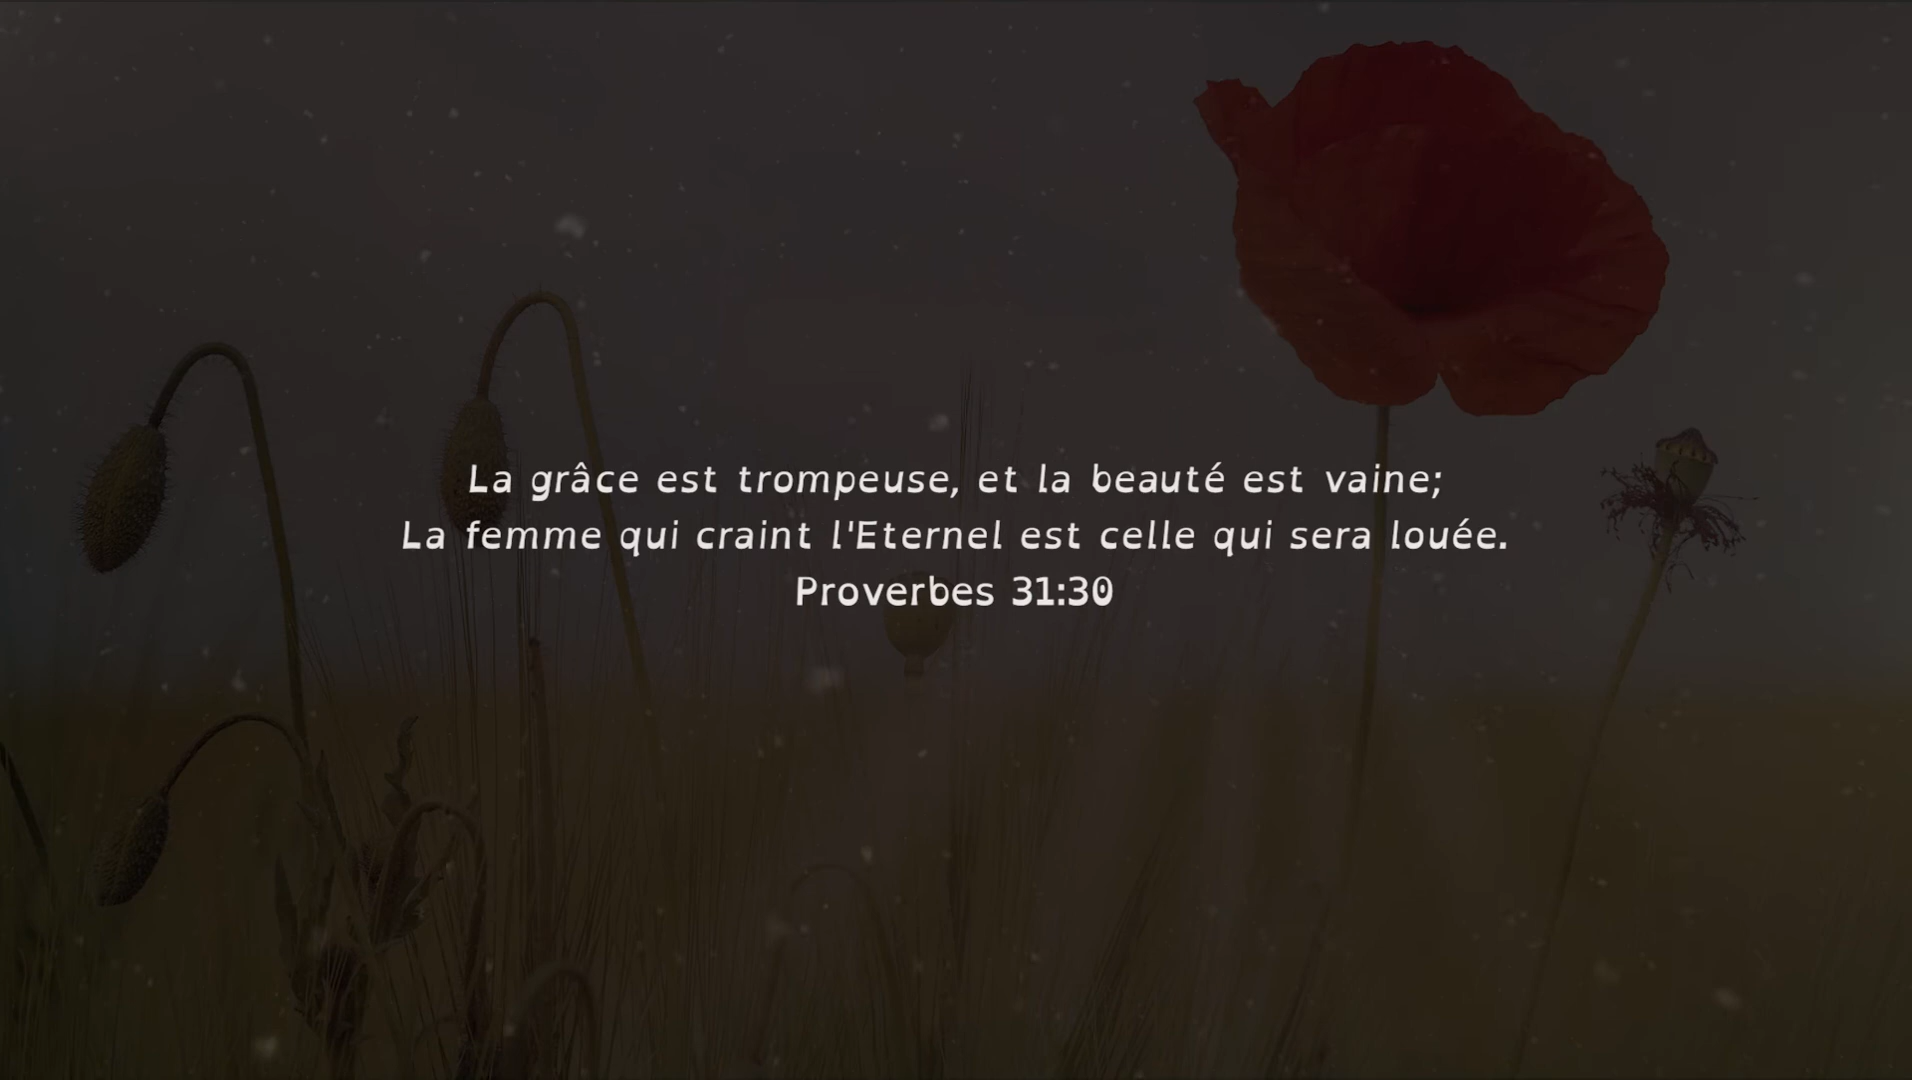 La grâce est trompeuse, et la beauté est vaine;
La femme qui craint l'Eternel est celle qui sera louée.
Proverbes 31:30